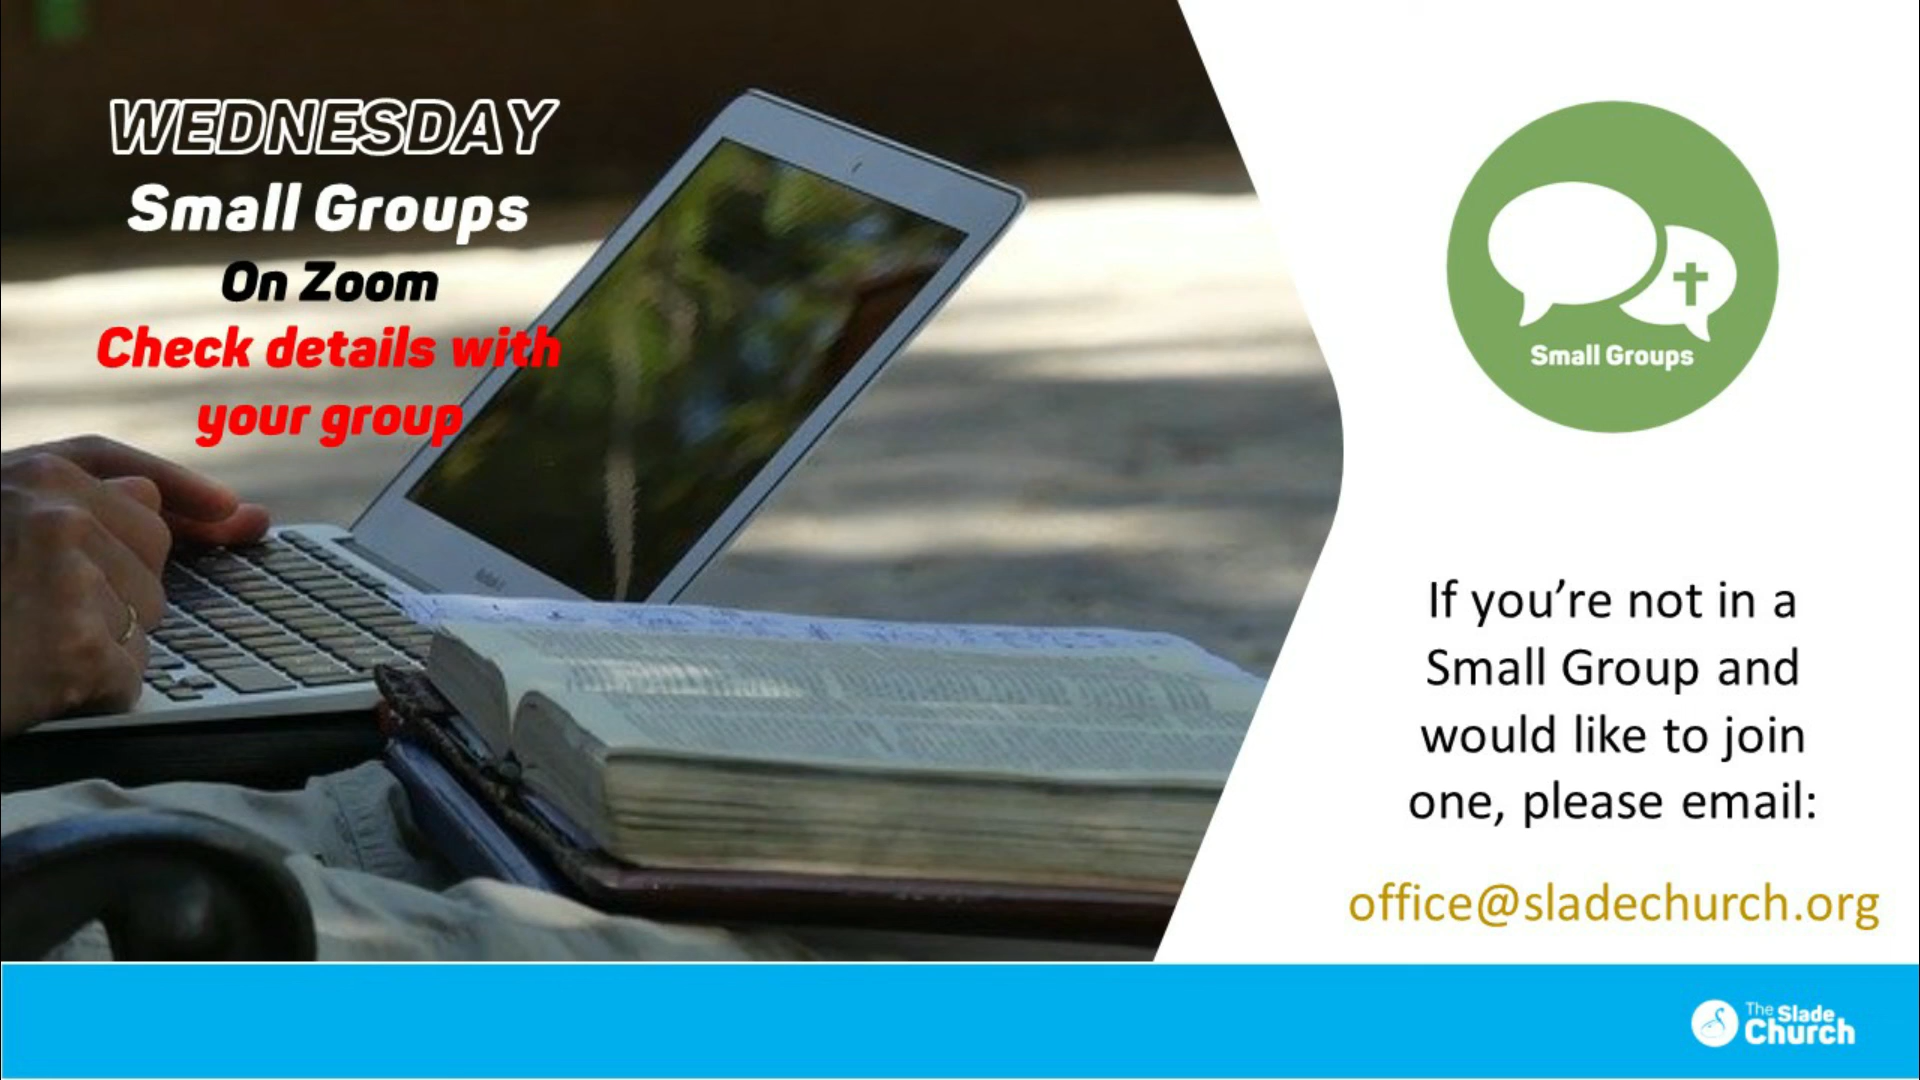 WEDNESDAY
Small Groups
On Zoom
Check details with
your group
Small Groups
If you’re not in a
Small Group and
would like to join
one, please email:
office@sladechurch.org
The Slade
Church